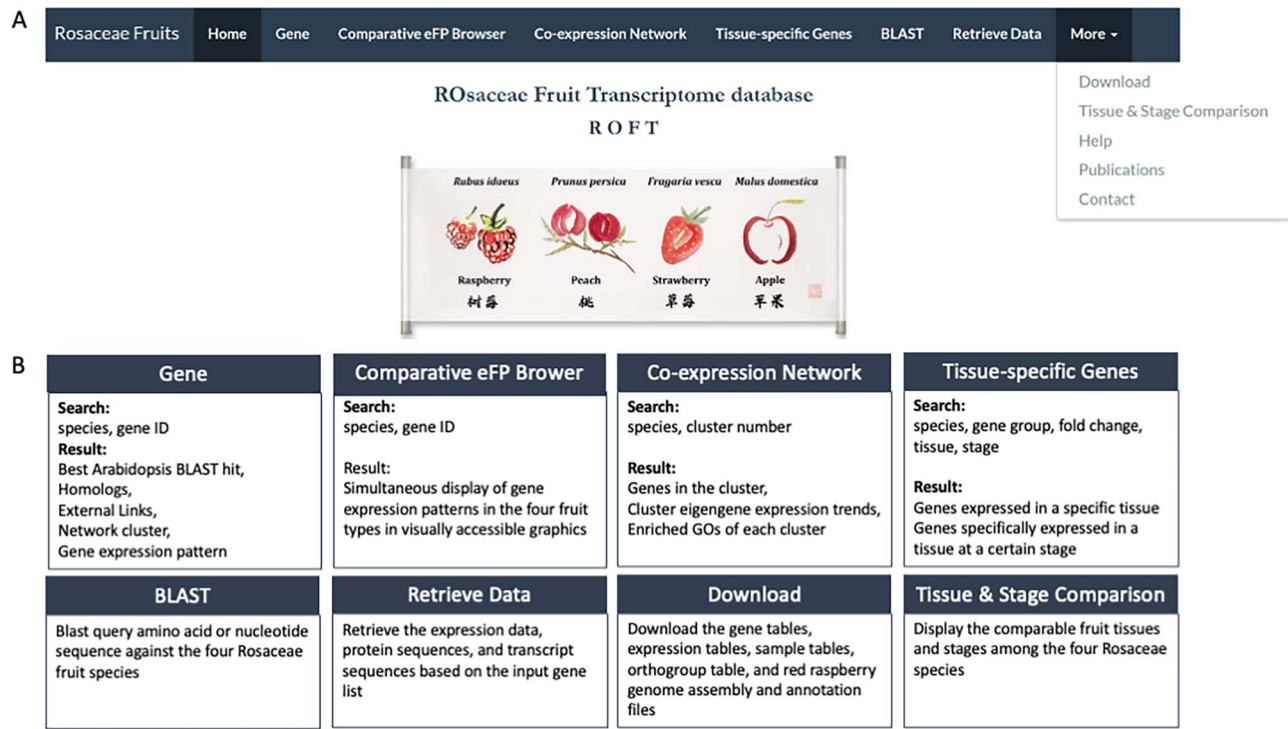 A
Rosaceae Fruits Home Gene Comparative eFP Browser Co-expression Network Tissue-specific Genes BLAST Retrieve Data More
Download
Tissue & Stage Comparison
Help
Publications
Contact
ROsaceae Fruit Transcriptome database
R O F T
Rubus idaeus Prunus persica Fragaria vesca Malus domestica
Raspberry Peach Strawberry Apple
树莓 桃 草莓 苹果
B
Gene
Search:
species, gene ID
Result:
Best Arabidopsis BLAST hit,
Homologs,
External Links,
Network cluster,
Gene expression pattern
Comparative eFP Brower
Search:
species, gene ID
Result:
Simultaneous display of gene
expression patterns in the four fruit
types in visually accessible graphics
Co-expression Network
Search:
species, cluster number
Result:
Genes in the cluster,
Cluster eigengene expression trends,
Enriched GOs of each cluster
Tissue-specific Genes
Search:
species, gene group, fold change,
tissue, stage
Result:
Genes expressed in a specific tissue
Genes specifically expressed in a
tissue at a certain stage
BLAST
Blast query amino acid or nucleotide
sequence against the four Rosaceae
fruit species
Retrieve Data
Retrieve the expression data,
protein sequences, and transcript
sequences based on the input gene
list
Download
Download the gene tables,
expression tables, sample tables,
orthogroup table, and red raspberry
genome assembly and annotation
files
Tissue & Stage Comparison
Display the comparable fruit tissues
and stages among the four Rosaceae
species